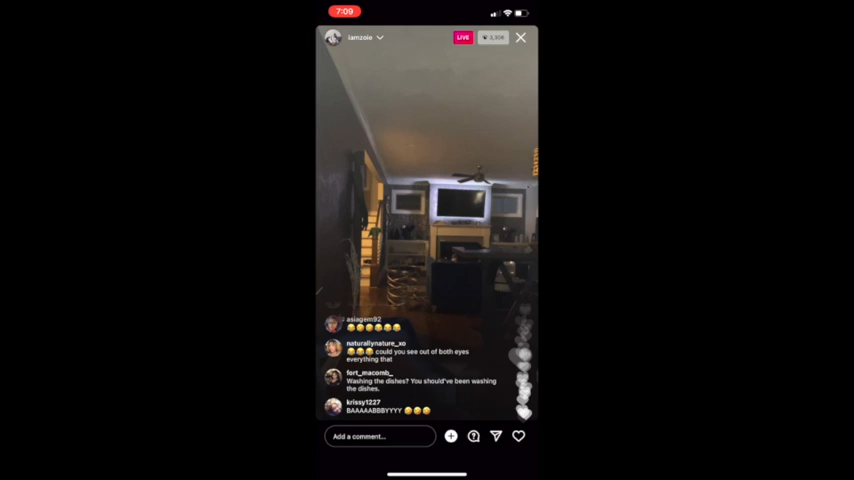 7:09
iamzoie
LIVE
asiagem92
😂😂😂😂😂😂
naturallynature_xo
😂😂😂 could you see out of both eyes
everything that
fort_macomb_
Washing the dishes? You should've been washing
the dishes.
krissy1227
BAAAAABBBYYYY 🤣🤣🤣
Add a comment...